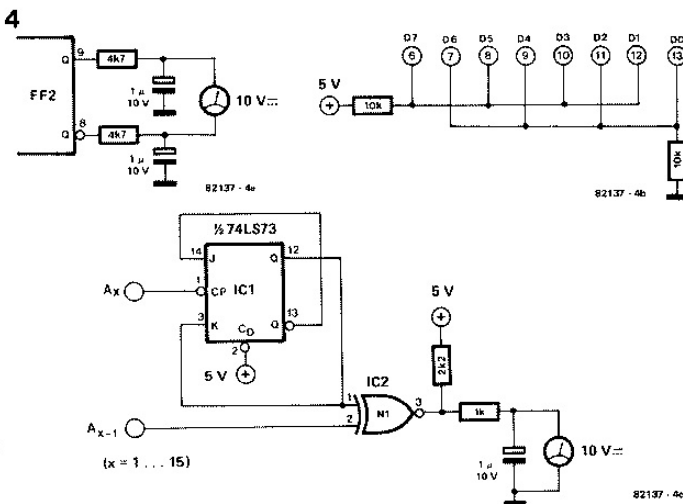 4
FF2
Q 9
4k7
1 µ
10 V
10 V
Q 8
4k7
1 µ
10 V
82137 - 4a
D7 D6 D5 D4 D3 D2 D1 D0
6 7 8 9 10 11 12 13
5 V
+
10k
10k
82137 - 4b
½ 74LS73
14 J Q 12
Ax
1 CP IC1
3 K Q 13
CD
2
5 V +
5 V
+
2k2
IC2
1
2
N1
3
1k
Ax-1
(x = 1 ... 15)
1 µ
10 V
10 V
82137 - 4c